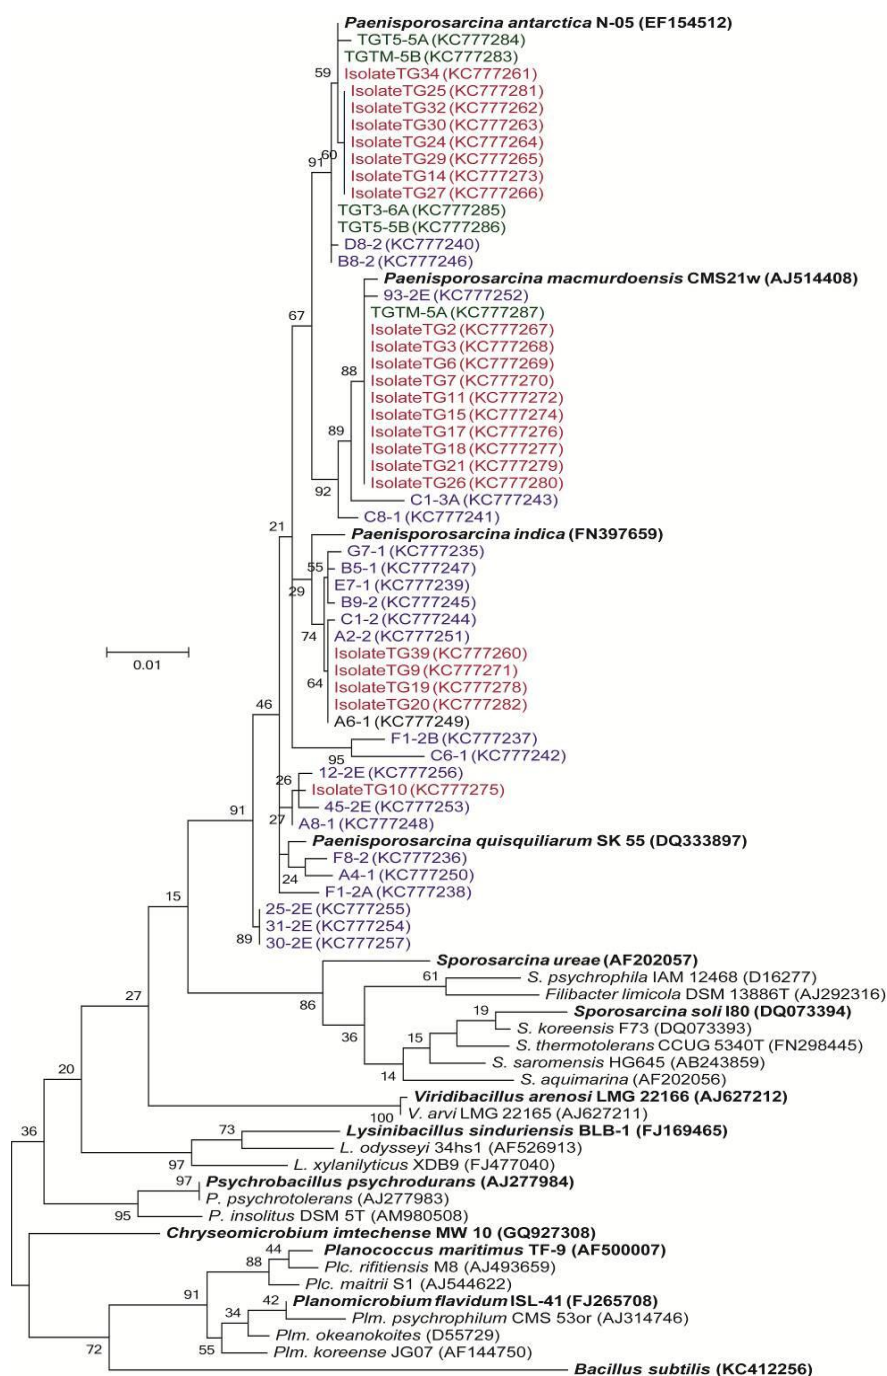 Paenisporosarcina antarctica N-05 (EF154512)
TGT5-5A (KC777284)
TGTM-5B (KC777283)
59
IsolateTG34 (KC777261)
IsolateTG25 (KC777281)
IsolateTG32 (KC777262)
IsolateTG30 (KC777263)
IsolateTG24 (KC777264)
60
91
IsolateTG29 (KC777265)
IsolateTG14 (KC777273)
IsolateTG27 (KC777266)
TGT3-6A (KC777285)
TGT5-5B (KC777286)
D8-2 (KC777240)
B8-2 (KC777246)
Paenisporosarcina macmurdoensis CMS21w (AJ514408)
93-2E (KC777252)
67
TGTM-5A (KC777287)
IsolateTG2 (KC777267)
IsolateTG3 (KC777268)
88
IsolateTG6 (KC777269)
IsolateTG7 (KC777270)
IsolateTG11 (KC777272)
IsolateTG15 (KC777274)
89
IsolateTG17 (KC777276)
IsolateTG18 (KC777277)
IsolateTG21 (KC777279)
IsolateTG26 (KC777280)
92
C1-3A (KC777243)
C8-1 (KC777241)
21
Paenisporosarcina indica (FN397659)
G7-1 (KC777235)
55
B5-1 (KC777247)
E7-1 (KC777239)
29
B9-2 (KC777245)
C1-2 (KC777244)
74
A2-2 (KC777251)
IsolateTG39 (KC777260)
0.01
IsolateTG9 (KC777271)
64
IsolateTG19 (KC777278)
IsolateTG20 (KC777282)
46
A6-1 (KC777249)
F1-2B (KC777237)
95
C6-1 (KC777242)
12-2E (KC777256)
26
IsolateTG10 (KC777275)
45-2E (KC777253)
91
27
A8-1 (KC777248)
Paenisporosarcina quisquiliarum SK 55 (DQ333897)
F8-2 (KC777236)
24
A4-1 (KC777250)
F1-2A (KC777238)
15
25-2E (KC777255)
31-2E (KC777254)
89
30-2E (KC777257)
Sporosarcina ureae (AF202057)
61
S. psychrophila IAM 12468 (D16277)
Filibacter limicola DSM 13886T (AJ292316)
27
86
19
Sporosarcina soli I80 (DQ073394)
S. koreensis F73 (DQ073393)
36
15
S. thermotolerans CCUG 5340T (FN298445)
S. saromensis HG645 (AB243859)
20
14
S. aquimarina (AF202056)
Viridibacillus arenosi LMG 22166 (AJ627212)
100
V. arvi LMG 22165 (AJ627211)
36
73
Lysinibacillus sinduriensis BLB-1 (FJ169465)
L. odysseyi 34hs1 (AF526913)
97
L. xylanilyticus XDB9 (FJ477040)
97
Psychrobacillus psychrodurans (AJ277984)
P. psychrotolerans (AJ277983)
95
P. insolitus DSM 5T (AM980508)
Chryseomicrobium imtechense MW 10 (GQ927308)
44
Planococcus maritimus TF-9 (AF500007)
88
Plc. rifitiensis M8 (AJ493659)
Plc. maitrii S1 (AJ544622)
91
42
Planomicrobium flavidum ISL-41 (FJ265708)
34
Plm. psychrophilum CMS 53or (AJ314746)
Plm. okeanokoites (D55729)
72
55
Plm. koreense JG07 (AF144750)
Bacillus subtilis (KC412256)